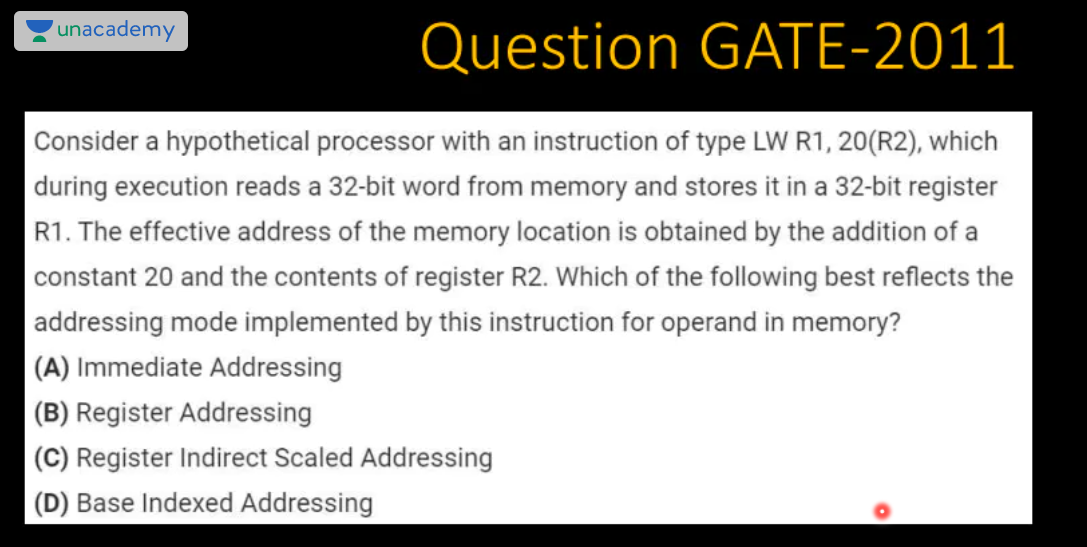 unacademy
Question GATE-2011
Consider a hypothetical processor with an instruction of type LW R1, 20(R2), which
during execution reads a 32-bit word from memory and stores it in a 32-bit register
R1. The effective address of the memory location is obtained by the addition of a
constant 20 and the contents of register R2. Which of the following best reflects the
addressing mode implemented by this instruction for operand in memory?
(A) Immediate Addressing
(B) Register Addressing
(C) Register Indirect Scaled Addressing
(D) Base Indexed Addressing